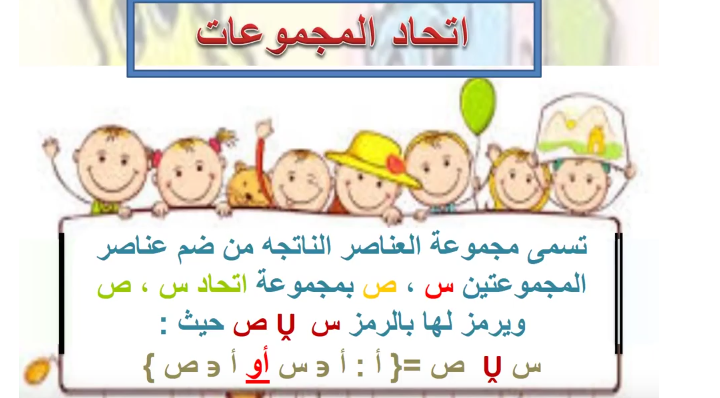 اتحاد المجموعات
تسمى مجموعة العناصر الناتجه من ضم عناصر
المجموعتين س ، ص بمجموعة اتحاد س ، ص
ويرمز لها بالرمز س U ص حيث :
س U ص ={ أ : أ ∍ س أو أ ∍ ص }